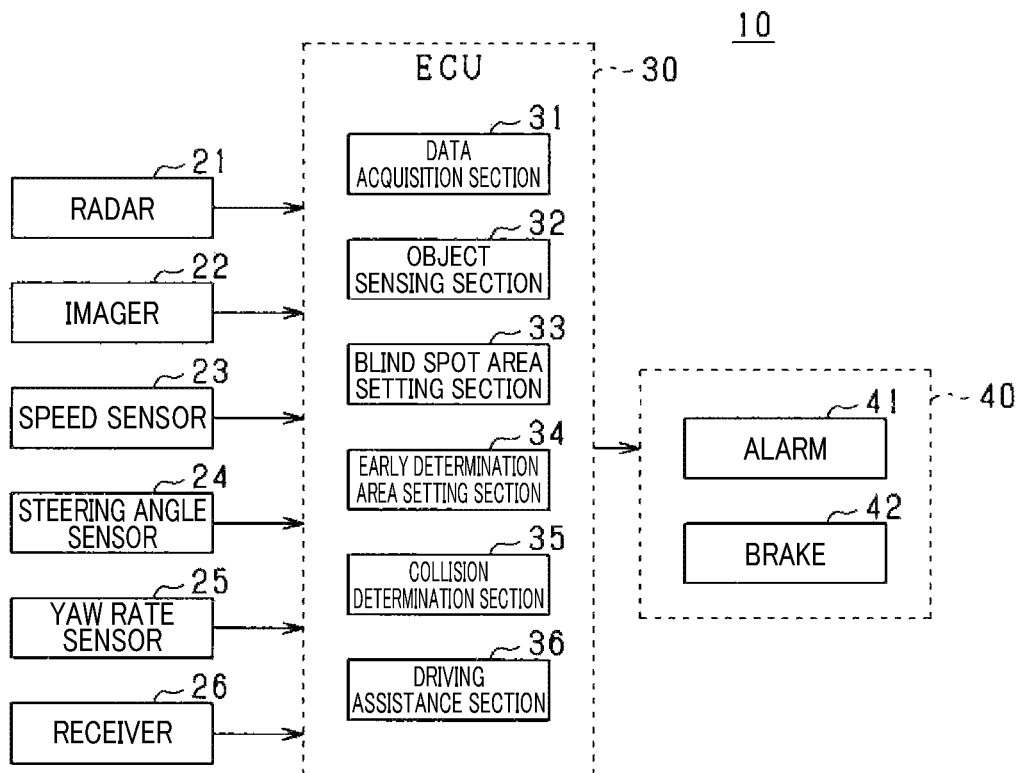 10
ECU
30
31
DATA
ACQUISITION SECTION
32
OBJECT
SENSING SECTION
33
BLIND SPOT AREA
SETTING SECTION
34
EARLY DETERMINATION
AREA SETTING SECTION
35
COLLISION
DETERMINATION SECTION
36
DRIVING
ASSISTANCE SECTION
21
RADAR
22
IMAGER
23
SPEED SENSOR
24
STEERING ANGLE
SENSOR
25
YAW RATE
SENSOR
26
RECEIVER
40
41
ALARM
42
BRAKE